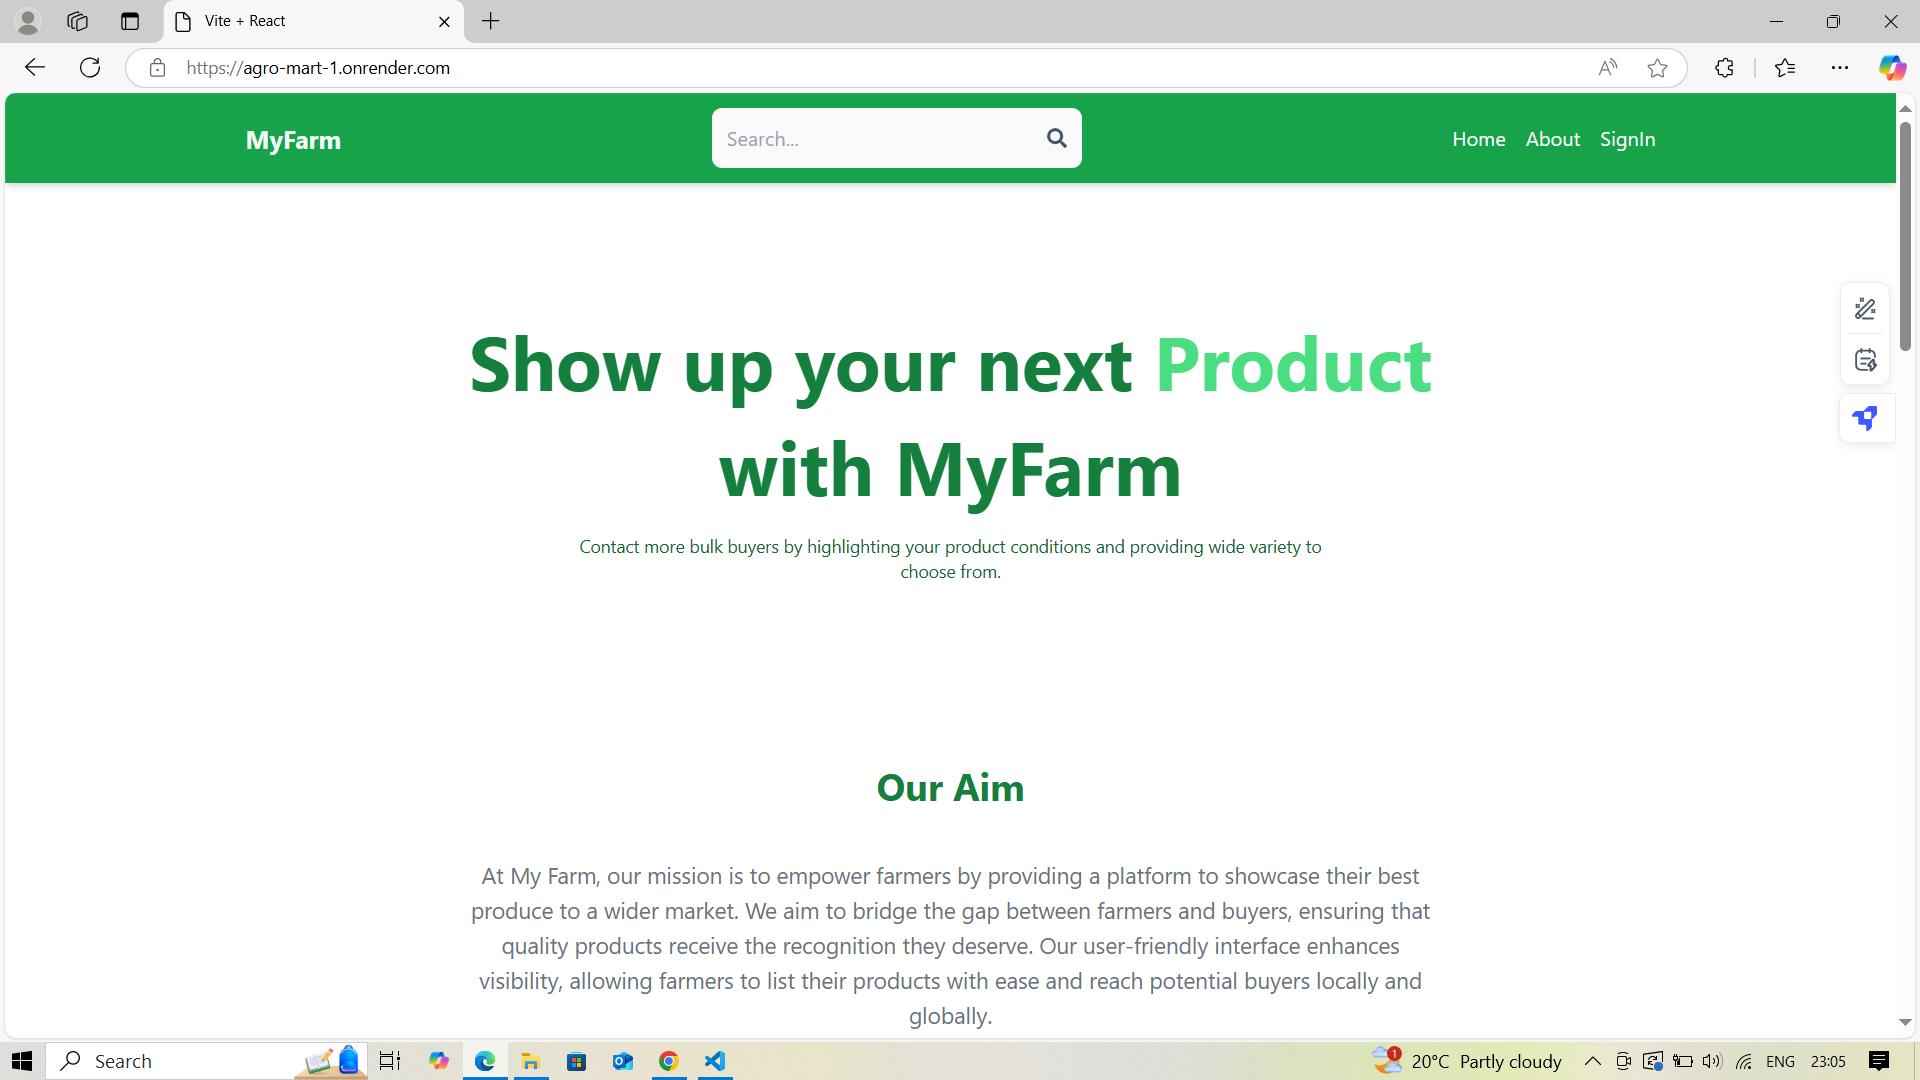 Vite + React
https://agro-mart-1.onrender.com
MyFarm
Search...
Home About SignIn
Show up your next Product
with MyFarm
Contact more bulk buyers by highlighting your product conditions and providing wide variety to
choose from.
Our Aim
At My Farm, our mission is to empower farmers by providing a platform to showcase their best
produce to a wider market. We aim to bridge the gap between farmers and buyers, ensuring that
quality products receive the recognition they deserve. Our user-friendly interface enhances
visibility, allowing farmers to list their products with ease and reach potential buyers locally and
globally.
Search
1
20°C Partly cloudy
ENG
23:05